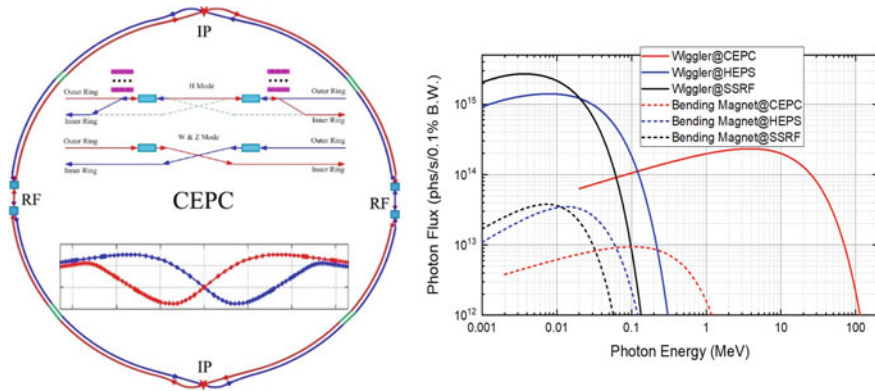 IP
H Mode
Outer Ring
Outer Ring
Inner Ring
Inner Ring
W & Z Mode
Outer Ring
Outer Ring
Inner Ring
Inner Ring
RF
CEPC
RF
IP
Wiggler@CEPC
Wiggler@HEPS
Wiggler@SSRF
Bending Magnet@CEPC
Bending Magnet@HEPS
Bending Magnet@SSRF
Photon Flux (phs/s/0.1% B.W.)
10¹⁵
10¹⁴
10¹³
10¹²
0.001 0.01 0.1 1 10 100
Photon Energy (MeV)